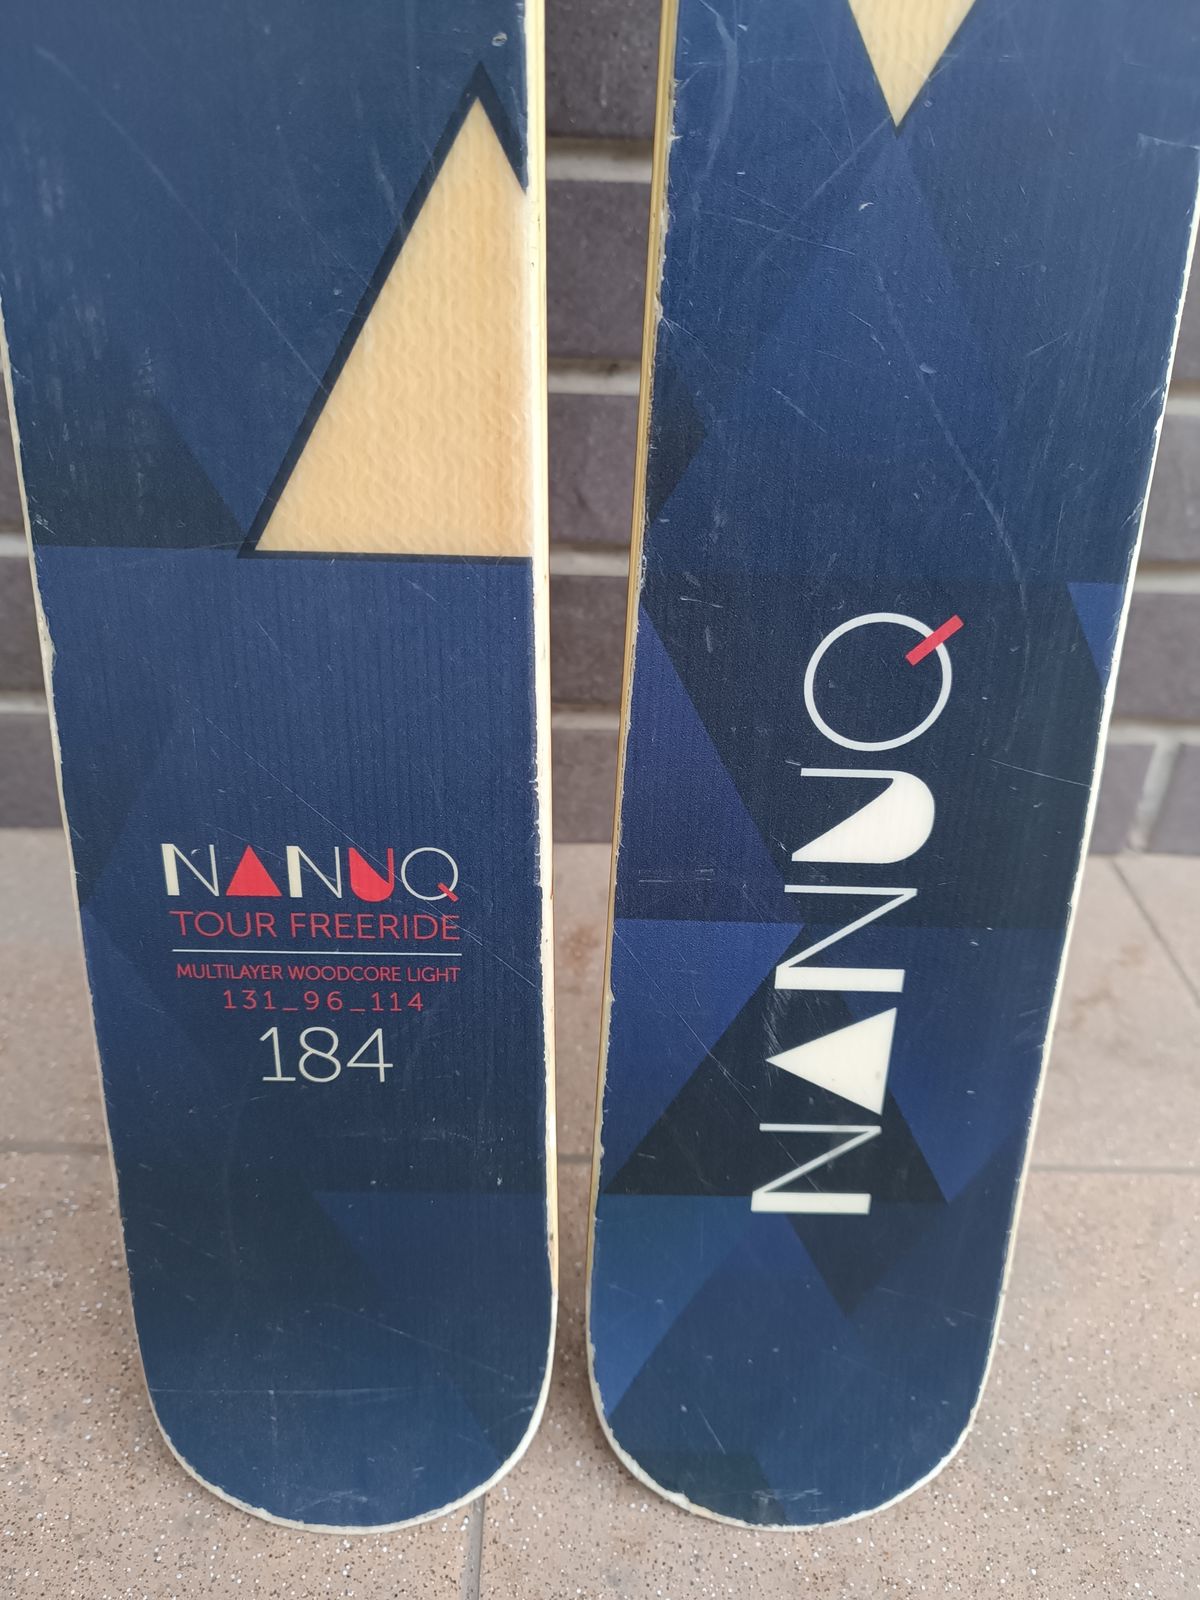 NANUQ
TOUR FREERIDE
MULTILAYER WOODCORE LIGHT
131_96_114
184
NANUQ